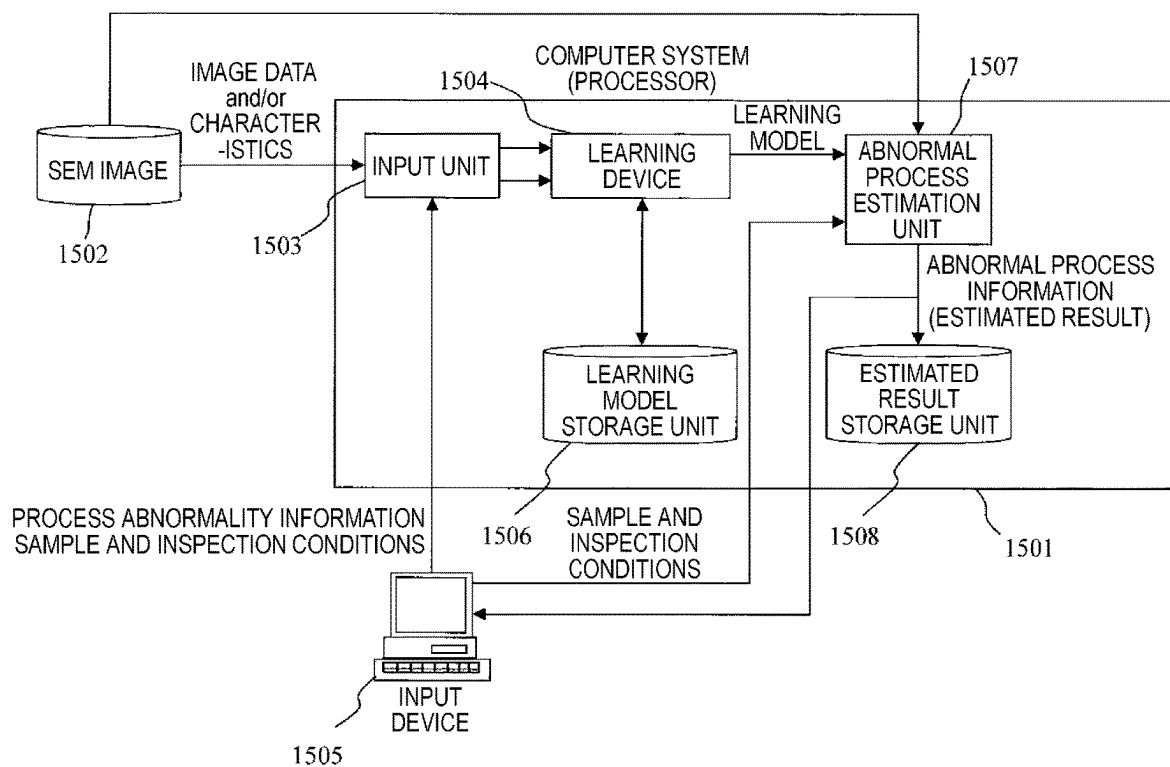 COMPUTER SYSTEM
(PROCESSOR)
1507
IMAGE DATA
and/or
CHARACTER
-ISTICS
1504
LEARNING
MODEL
SEM IMAGE
INPUT UNIT
LEARNING
DEVICE
ABNORMAL
PROCESS
ESTIMATION
UNIT
1502
1503
ABNORMAL PROCESS
INFORMATION
(ESTIMATED RESULT)
LEARNING
MODEL
STORAGE UNIT
ESTIMATED
RESULT
STORAGE UNIT
PROCESS ABNORMALITY INFORMATION
SAMPLE AND INSPECTION CONDITIONS
1506
SAMPLE AND
INSPECTION
CONDITIONS
1508
1501
INPUT
DEVICE
1505